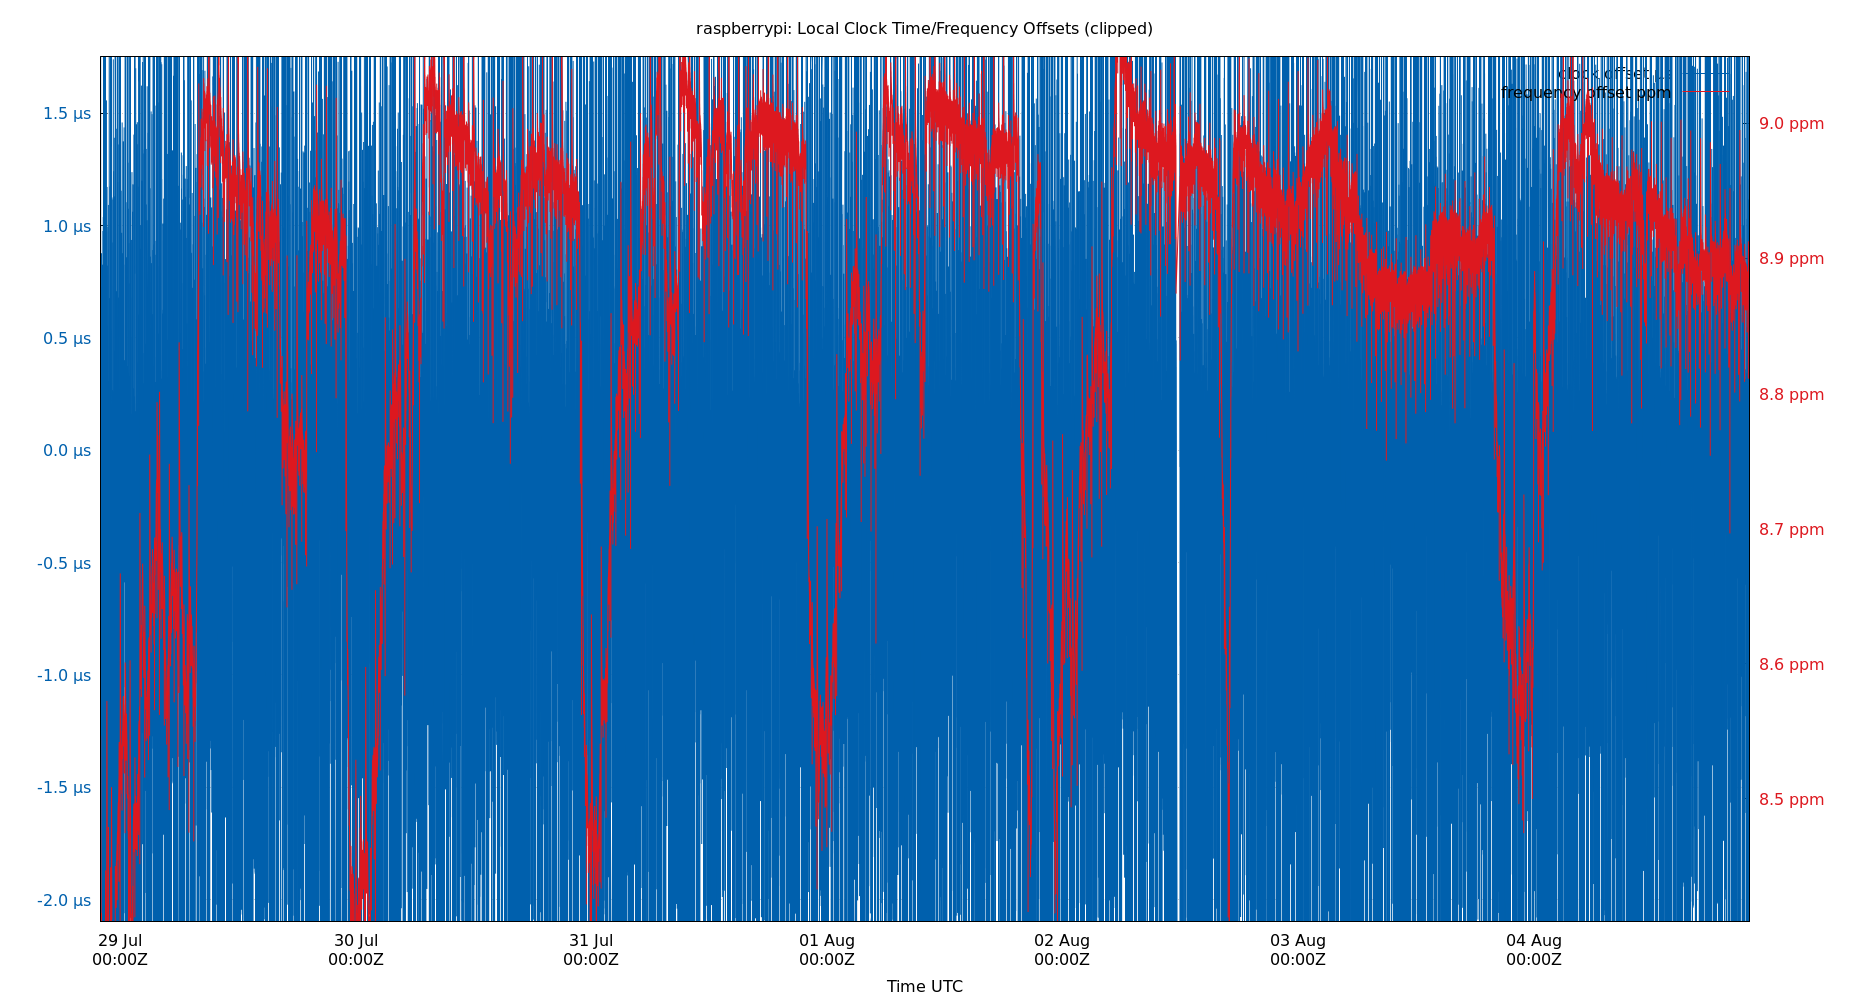 raspberrypi: Local Clock Time/Frequency Offsets (clipped)
clock offset µs
frequency offset ppm
1.5 µs
1.0 µs
0.5 µs
0.0 µs
-0.5 µs
-1.0 µs
-1.5 µs
-2.0 µs
9.0 ppm
8.9 ppm
8.8 ppm
8.7 ppm
8.6 ppm
8.5 ppm
29 Jul
00:00Z
30 Jul
00:00Z
31 Jul
00:00Z
01 Aug
00:00Z
02 Aug
00:00Z
03 Aug
00:00Z
04 Aug
00:00Z
Time UTC